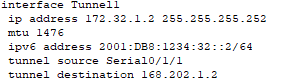 interface Tunnel1
ip address 172.32.1.2 255.255.255.252
mtu 1476
ipv6 address 2001:DB8:1234:32::2/64
tunnel source Serial0/1/1
tunnel destination 168.202.1.2